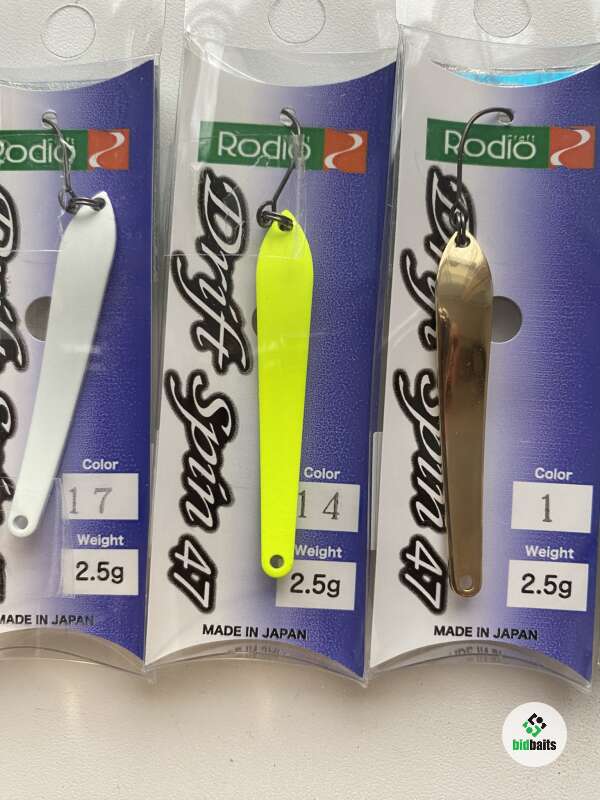 Rodio
Drift Spin 47
Color
17
Weight
2.5g
MADE IN JAPAN
Rodio
craft
Drift Spin 47
Color
14
Weight
2.5g
MADE IN JAPAN
Rodio
craft
Drift Spin 47
Color
1
Weight
2.5g
MADE IN JAPAN
bidbaits